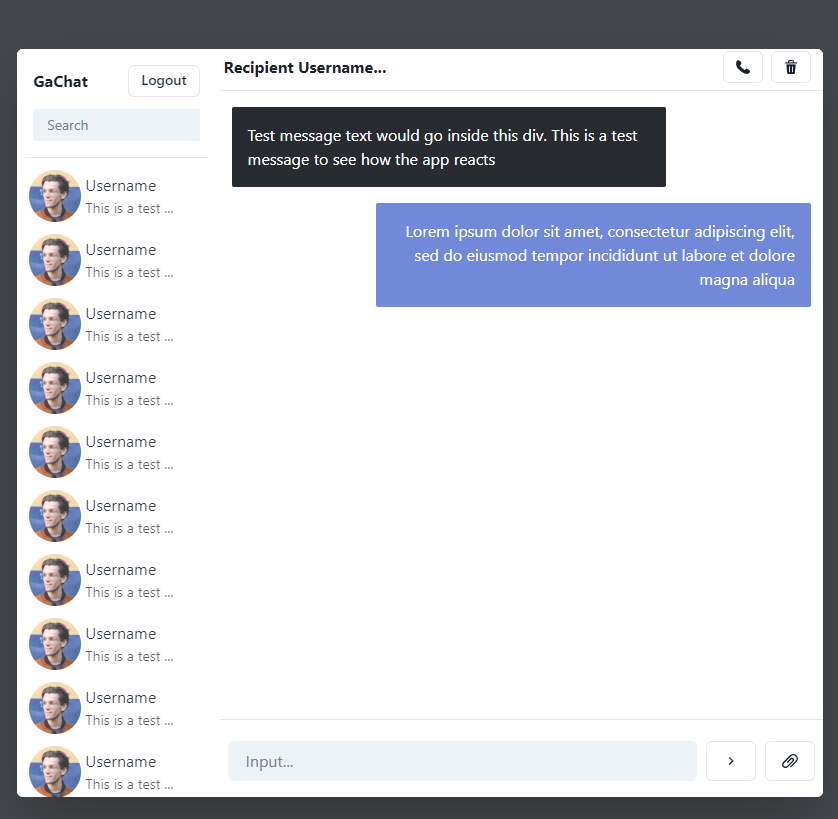 GaChat
Logout
Search
Username
This is a test ...
Username
This is a test ...
Username
This is a test ...
Username
This is a test ...
Username
This is a test ...
Username
This is a test ...
Username
This is a test ...
Username
This is a test ...
Username
This is a test ...
Username
This is a test ...
Recipient Username...
Test message text would go inside this div. This is a test
message to see how the app reacts
Lorem ipsum dolor sit amet, consectetur adipiscing elit,
sed do eiusmod tempor incididunt ut labore et dolore
magna aliqua
Input...